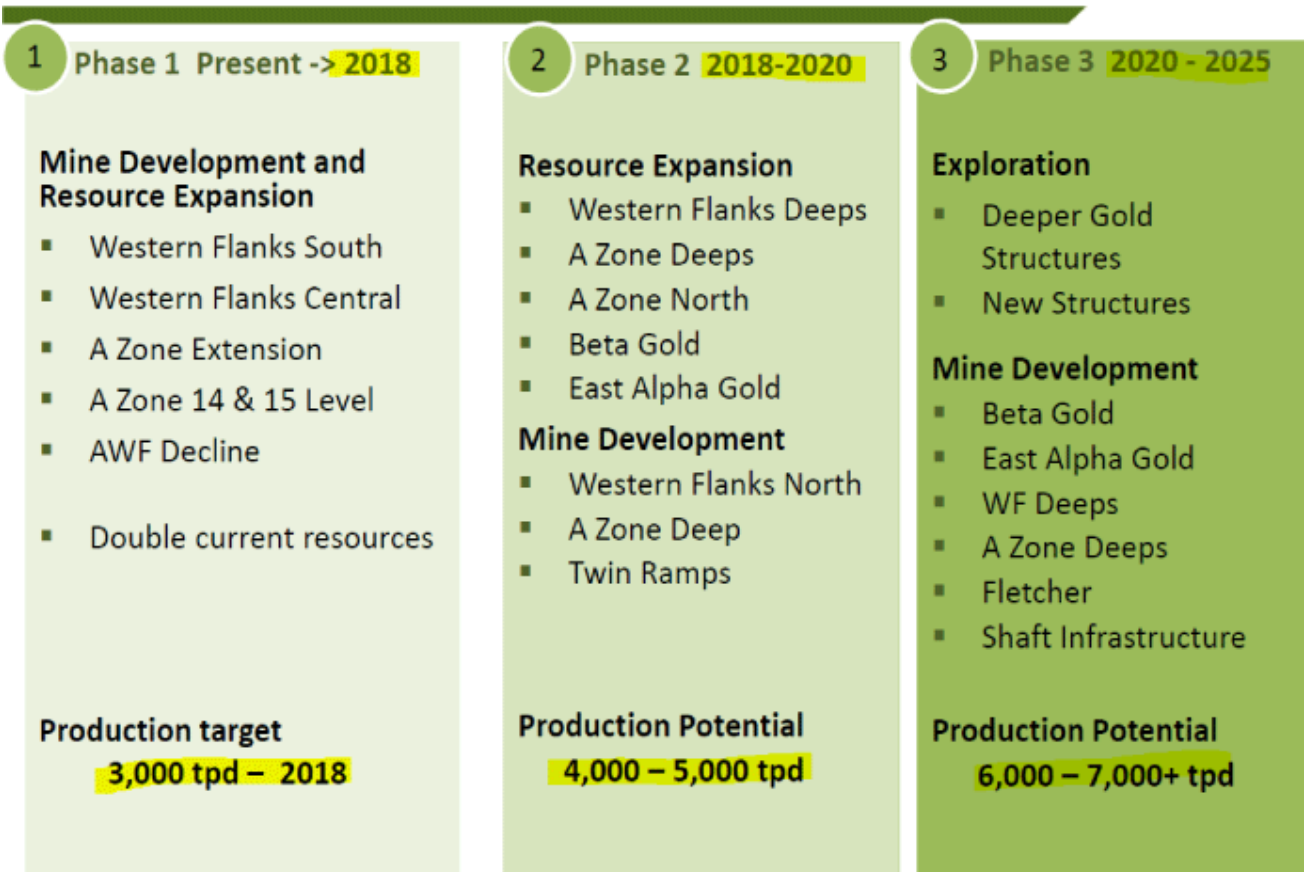 1
Phase 1 Present -> 2018
Mine Development and
Resource Expansion
▪ Western Flanks South
▪ Western Flanks Central
▪ A Zone Extension
▪ A Zone 14 & 15 Level
▪ AWF Decline
▪ Double current resources
Production target
3,000 tpd – 2018
2
Phase 2 2018-2020
Resource Expansion
▪ Western Flanks Deeps
▪ A Zone Deeps
▪ A Zone North
▪ Beta Gold
▪ East Alpha Gold
Mine Development
▪ Western Flanks North
▪ A Zone Deep
▪ Twin Ramps
Production Potential
4,000 – 5,000 tpd
3
Phase 3 2020 - 2025
Exploration
▪ Deeper Gold
Structures
▪ New Structures
Mine Development
▪ Beta Gold
▪ East Alpha Gold
▪ WF Deeps
▪ A Zone Deeps
▪ Fletcher
▪ Shaft Infrastructure
Production Potential
6,000 – 7,000+ tpd